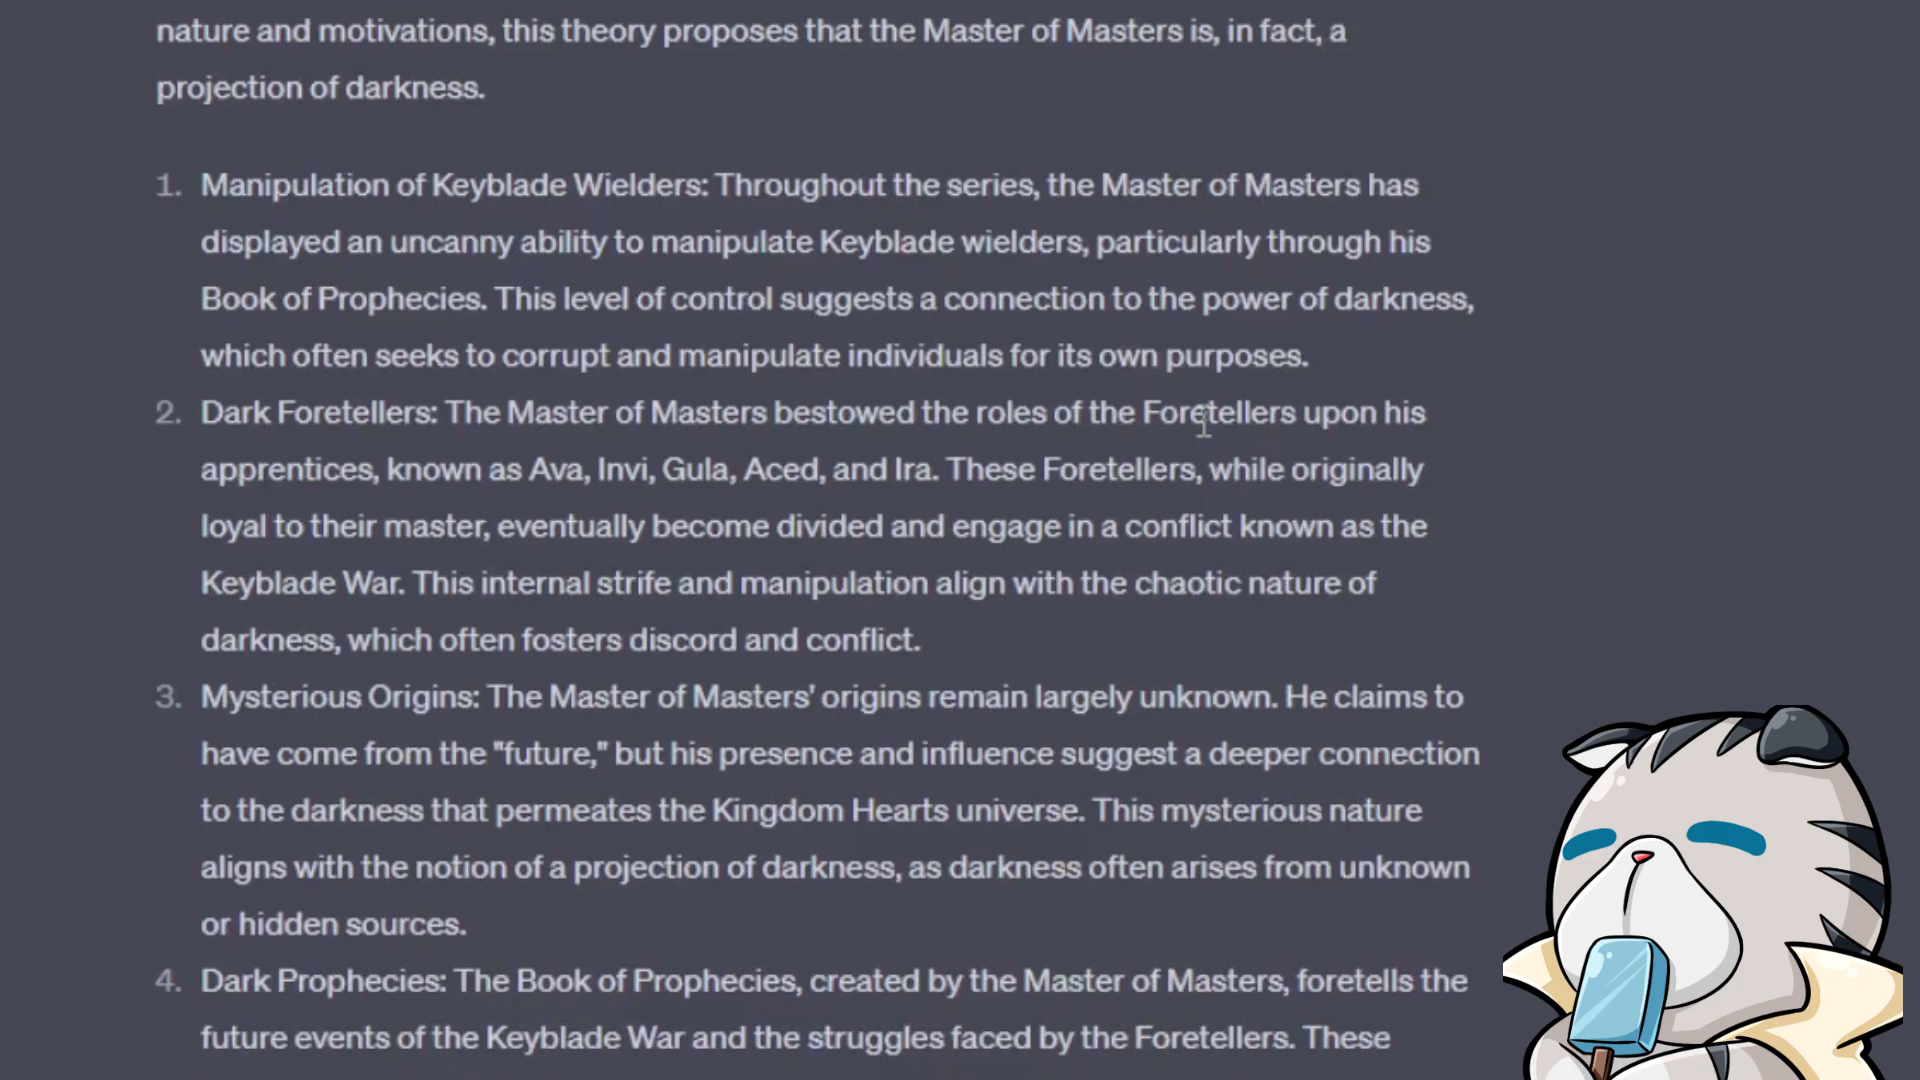 nature and motivations, this theory proposes that the Master of Masters is, in fact, a
projection of darkness.
1. Manipulation of Keyblade Wielders: Throughout the series, the Master of Masters has
displayed an uncanny ability to manipulate Keyblade wielders, particularly through his
Book of Prophecies. This level of control suggests a connection to the power of darkness,
which often seeks to corrupt and manipulate individuals for its own purposes.
2. Dark Foretellers: The Master of Masters bestowed the roles of the Foretellers upon his
apprentices, known as Ava, Invi, Gula, Aced, and Ira. These Foretellers, while originally
loyal to their master, eventually become divided and engage in a conflict known as the
Keyblade War. This internal strife and manipulation align with the chaotic nature of
darkness, which often fosters discord and conflict.
3. Mysterious Origins: The Master of Masters' origins remain largely unknown. He claims to
have come from the "future," but his presence and influence suggest a deeper connection
to the darkness that permeates the Kingdom Hearts universe. This mysterious nature
aligns with the notion of a projection of darkness, as darkness often arises from unknown
or hidden sources.
4. Dark Prophecies: The Book of Prophecies, created by the Master of Masters, foretells the
future events of the Keyblade War and the struggles faced by the Foretellers. These